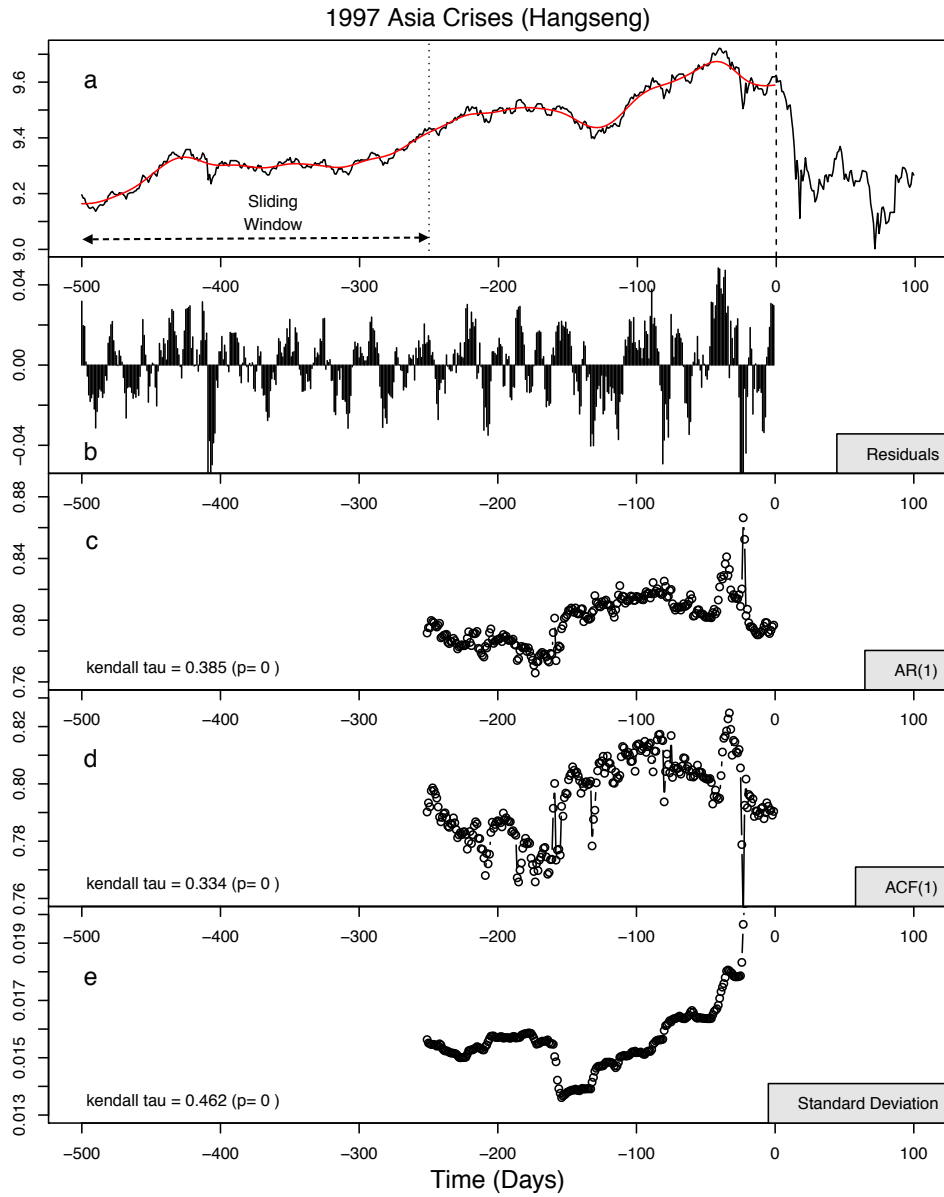 1997 Asia Crises (Hangseng)
a
9.6
9.4
9.2
9.0
Sliding
Window
−500 −400 −300 −200 −100 0 100
0.04
0.00
−0.04
b
Residuals
−500 −400 −300 −200 −100 0 100
0.88
0.84
0.80
0.76
c
kendall tau = 0.385 (p= 0 )
AR(1)
−500 −400 −300 −200 −100 0 100
0.82
0.80
0.78
0.76
d
kendall tau = 0.334 (p= 0 )
ACF(1)
−500 −400 −300 −200 −100 0 100
0.019
0.017
0.015
0.013
e
kendall tau = 0.462 (p= 0 )
Standard Deviation
−500 −400 −300 −200 −100 0 100
Time (Days)